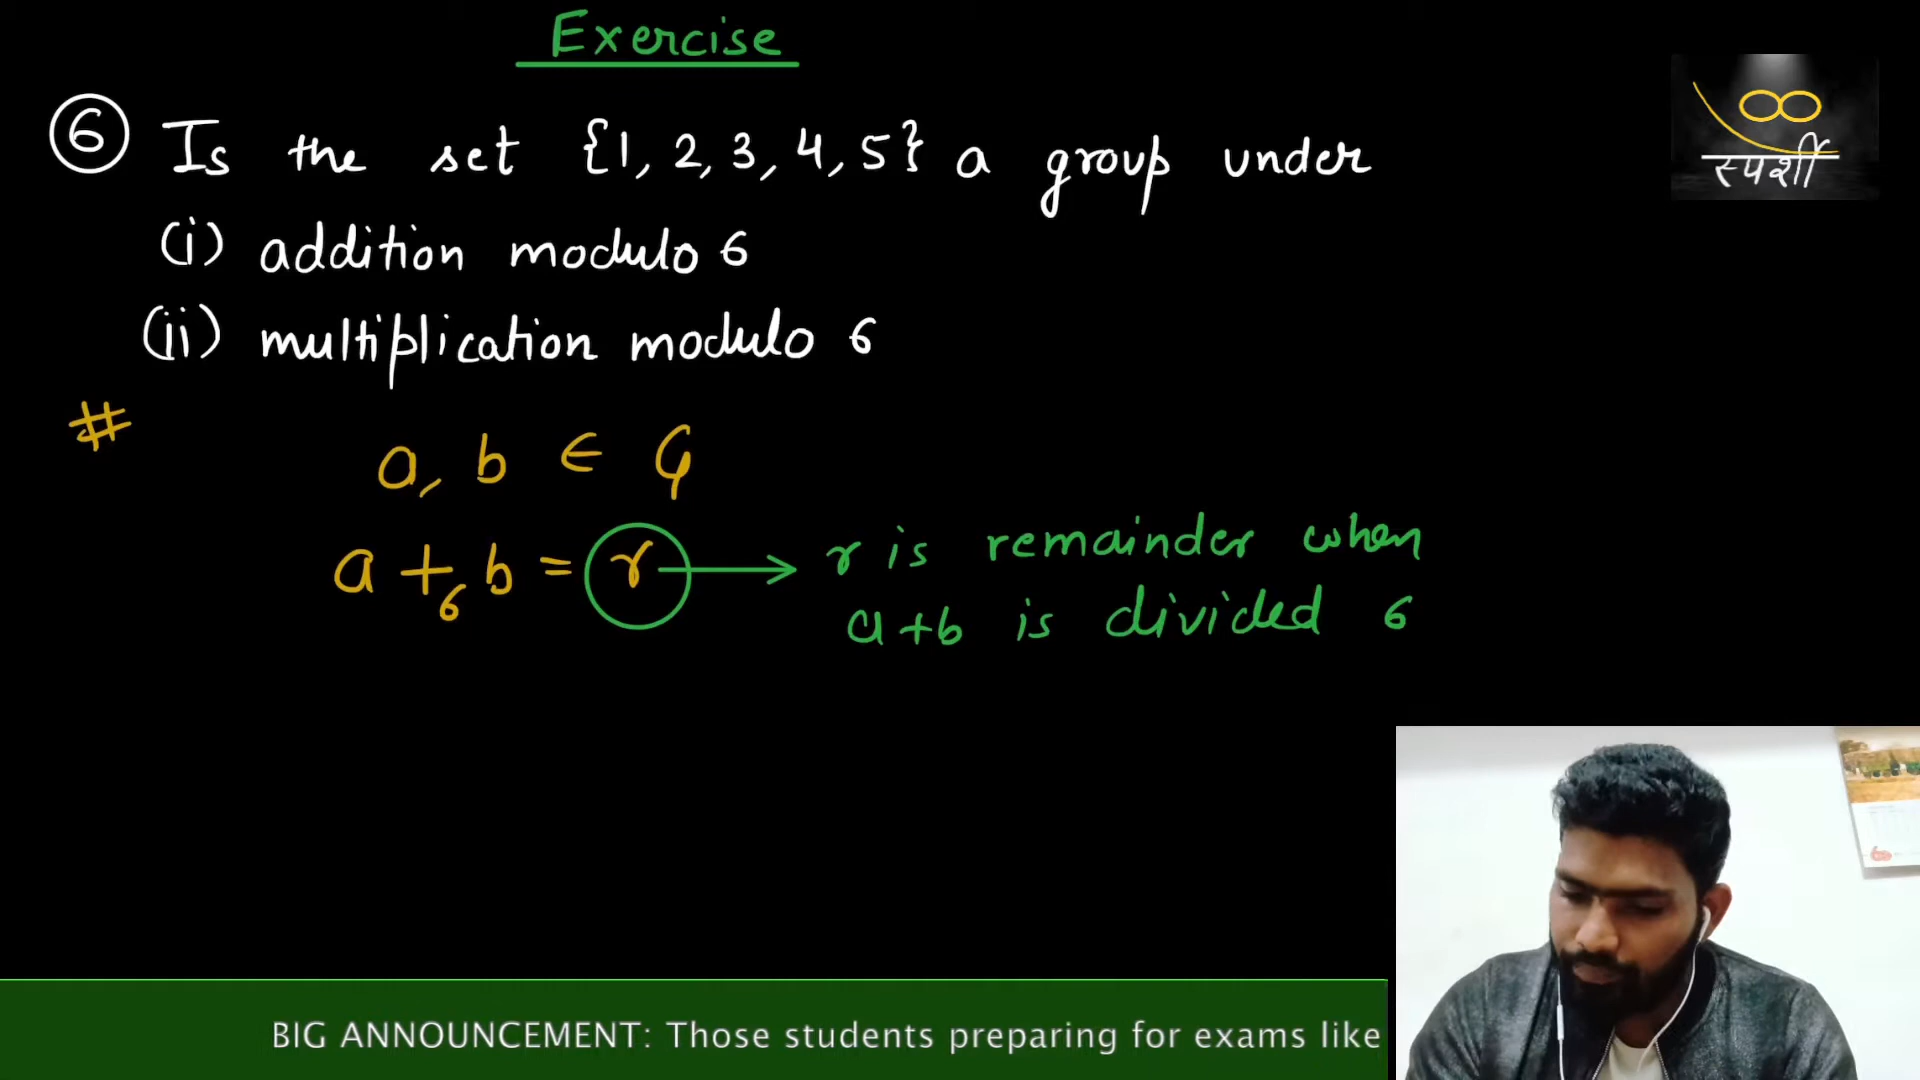 Exercise
⑥ Is the set {1, 2, 3, 4, 5} a group under
(i) addition modulo 6
(ii) multiplication modulo 6
#
a, b ∈ G
a +₆ b = r → r is remainder when
a+b is divided 6
∞
स्पर्शी
BIG ANNOUNCEMENT: Those students preparing for exams like